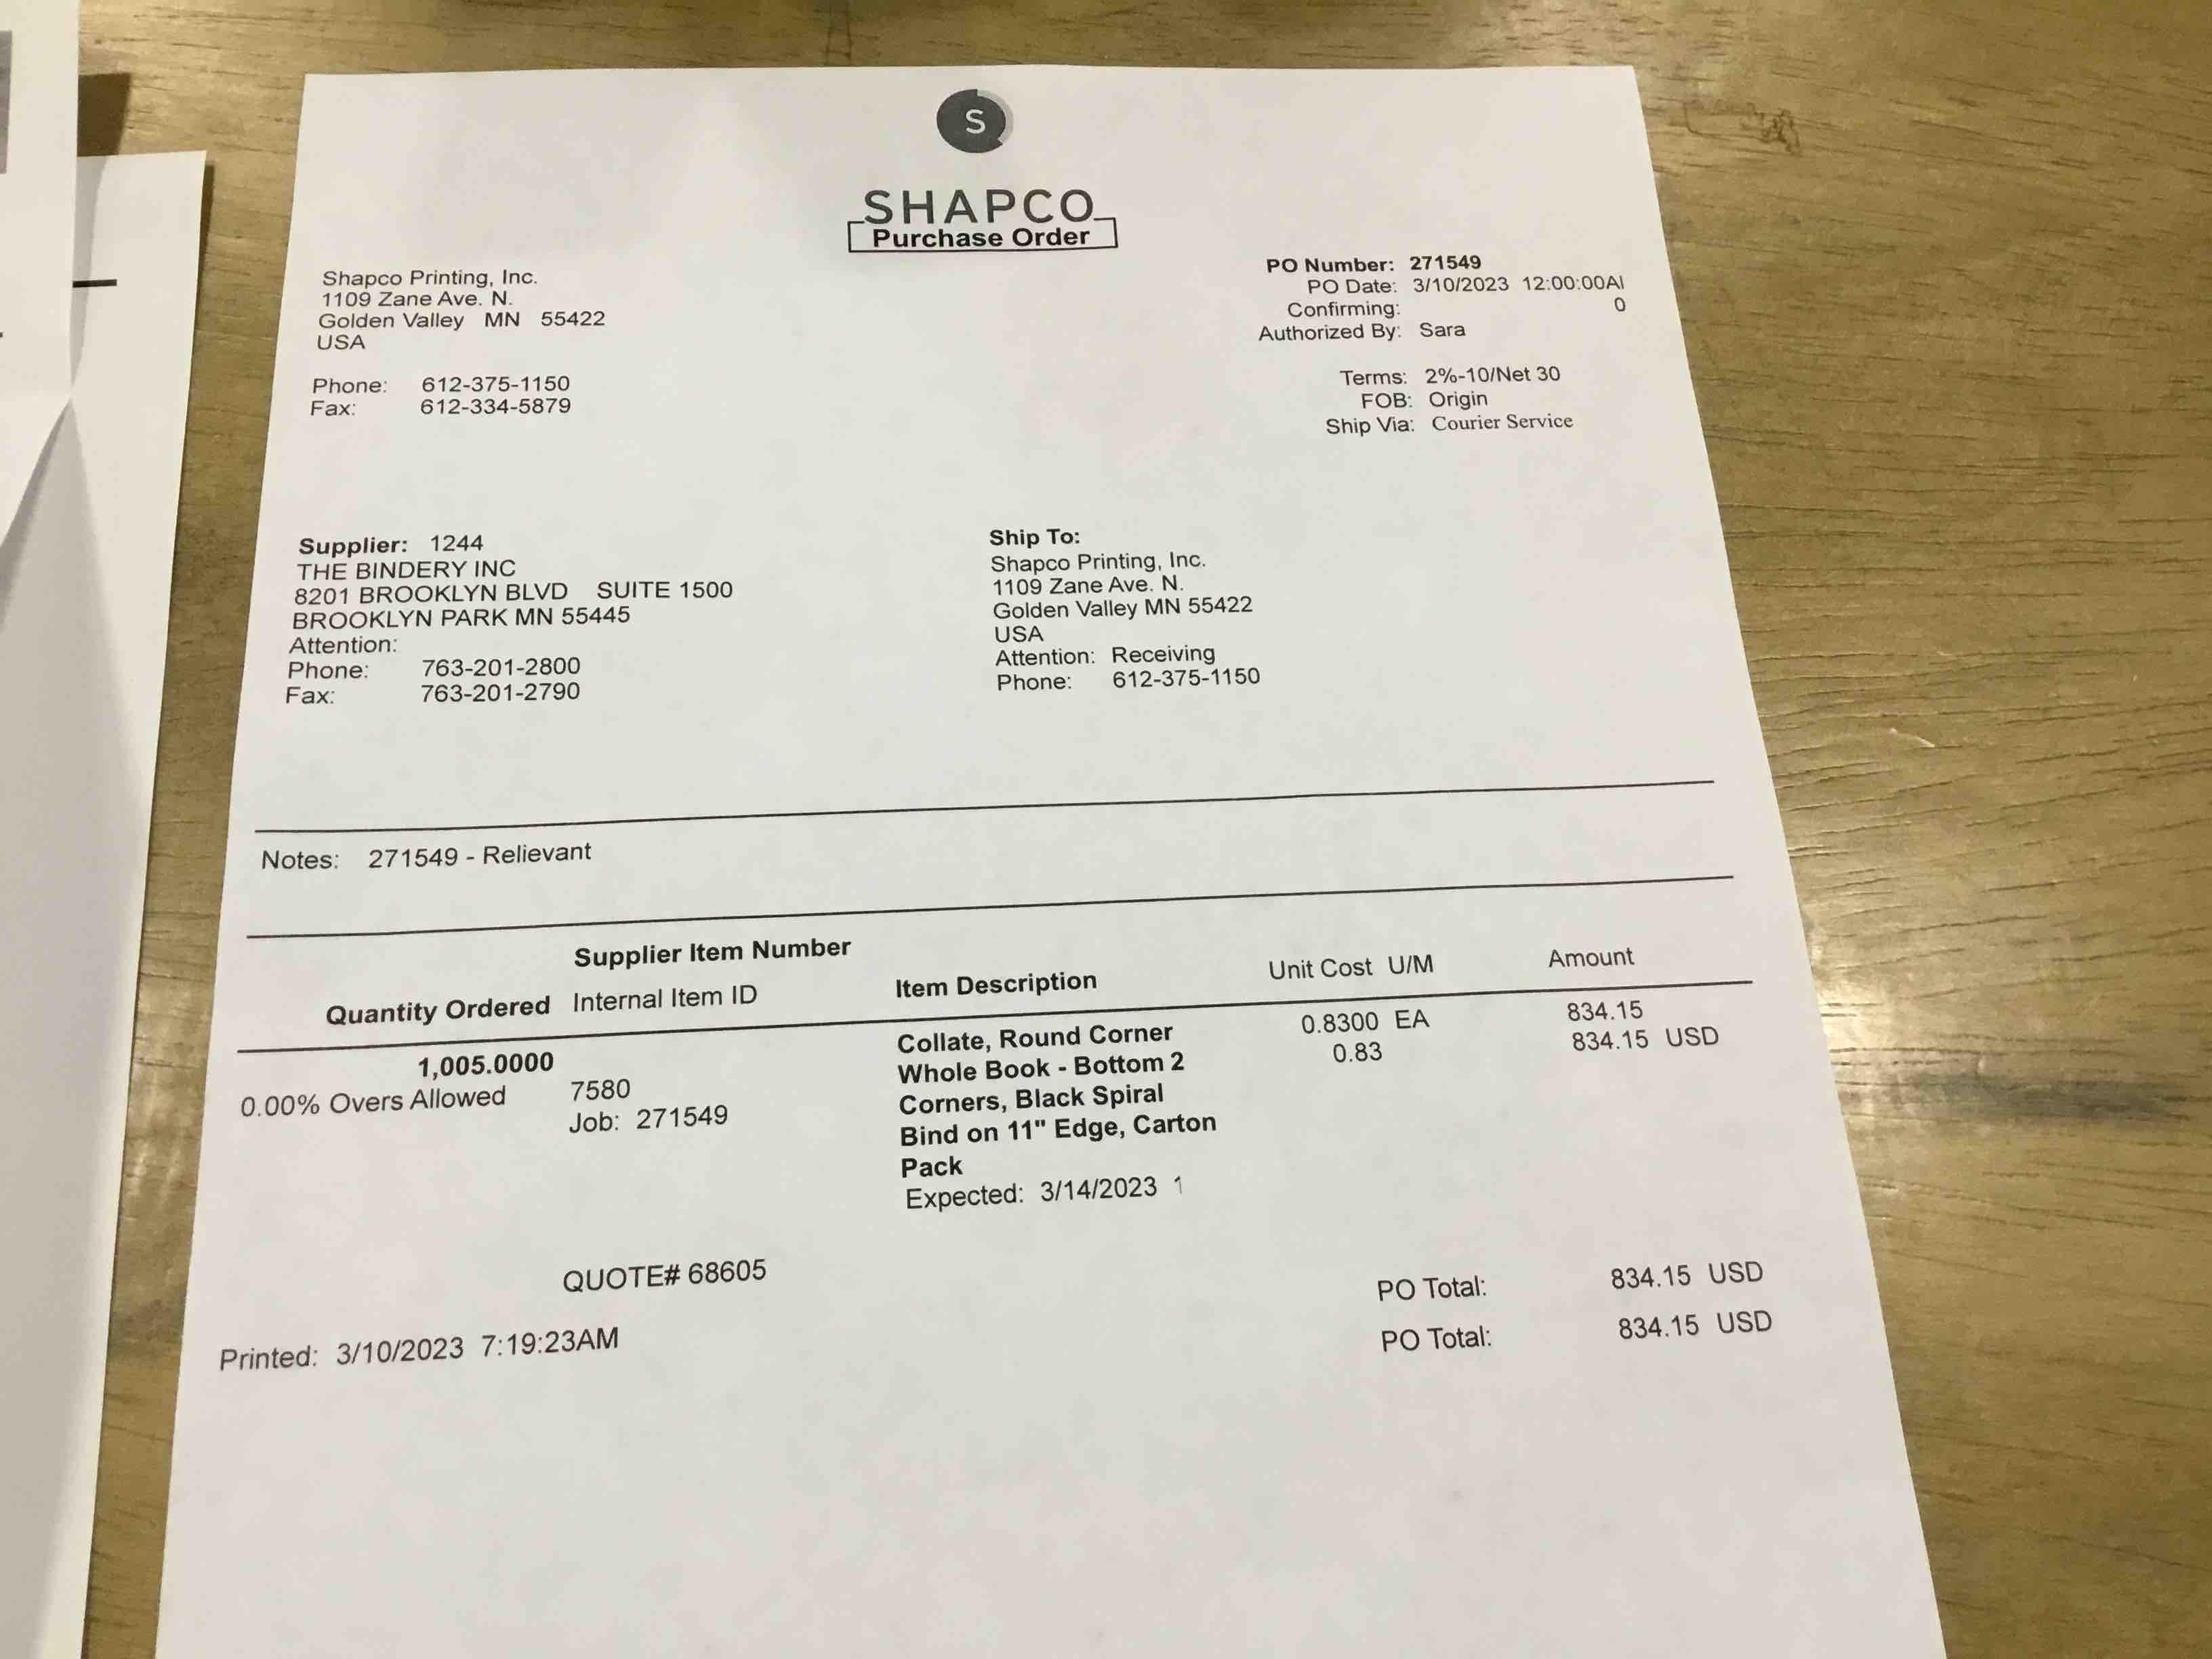 S
SHAPCO
Purchase Order
Shapco Printing, Inc.
1109 Zane Ave. N.
Golden Valley MN 55422
USA
Phone: 612-375-1150
Fax: 612-334-5879
PO Number: 271549
PO Date: 3/10/2023 12:00:00AI
Confirming: 0
Authorized By: Sara
Terms: 2%-10/Net 30
FOB: Origin
Ship Via: Courier Service
Supplier: 1244
THE BINDERY INC
8201 BROOKLYN BLVD SUITE 1500
BROOKLYN PARK MN 55445
Attention:
Phone: 763-201-2800
Fax: 763-201-2790
Ship To:
Shapco Printing, Inc.
1109 Zane Ave. N.
Golden Valley MN 55422
USA
Attention: Receiving
Phone: 612-375-1150
Notes: 271549 - Relievant
Supplier Item Number
Quantity Ordered Internal Item ID Item Description Unit Cost U/M Amount
1,005.0000
0.00% Overs Allowed
7580
Job: 271549
Collate, Round Corner
Whole Book - Bottom 2
Corners, Black Spiral
Bind on 11" Edge, Carton
Pack
Expected: 3/14/2023 1
0.8300 EA
0.83
834.15
834.15 USD
QUOTE# 68605
PO Total: 834.15 USD
PO Total: 834.15 USD
Printed: 3/10/2023 7:19:23AM